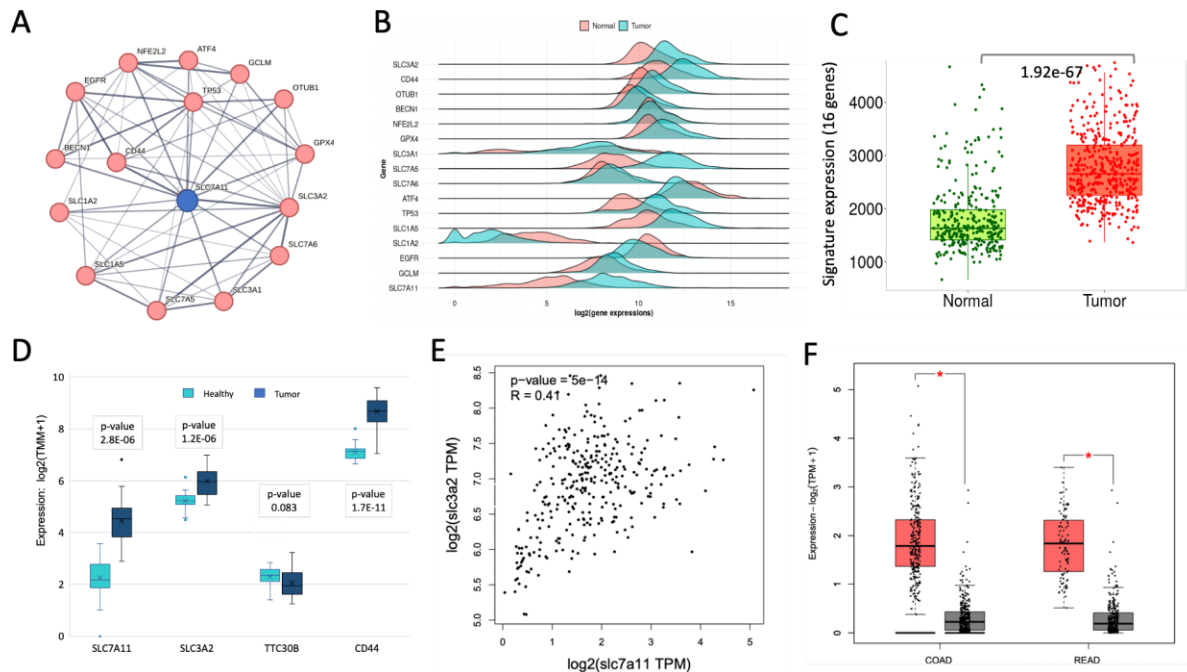 A
NFE2L2
ATF4
GCLM
EGFR
TP53
OTUB1
BECN1
CD44
GPX4
SLC7A11
SLC1A2
SLC3A2
SLC7A6
SLC1A5
SLC3A1
SLC7A5
B
Normal Tumor
Gene
SLC3A2
CD44
OTUB1
BECN1
NFE2L2
GPX4
SLC3A1
SLC7A5
SLC7A6
ATF4
TP53
SLC1A5
SLC1A2
EGFR
GCLM
SLC7A11
0 5 10 15
log2(gene expressions)
C
1.92e-67
Signature expression (16 genes)
4000
3000
2000
1000
Normal Tumor
D
Healthy Tumor
Expression: log2(TMM+1)
10
8
6
4
2
0
p-value
2.8E-06
p-value
1.2E-06
p-value
0.083
p-value
1.7E-11
SLC7A11 SLC3A2 TTC30B CD44
E
p-value = 5e-14
R = 0.41
log2(slc3a2 TPM)
8.5
8.0
7.5
7.0
6.5
6.0
5.5
5.0
0 1 2 3 4 5
log2(slc7a11 TPM)
F
*
*
Expression − log₂(TPM+1)
5
4
3
2
1
0
COAD READ